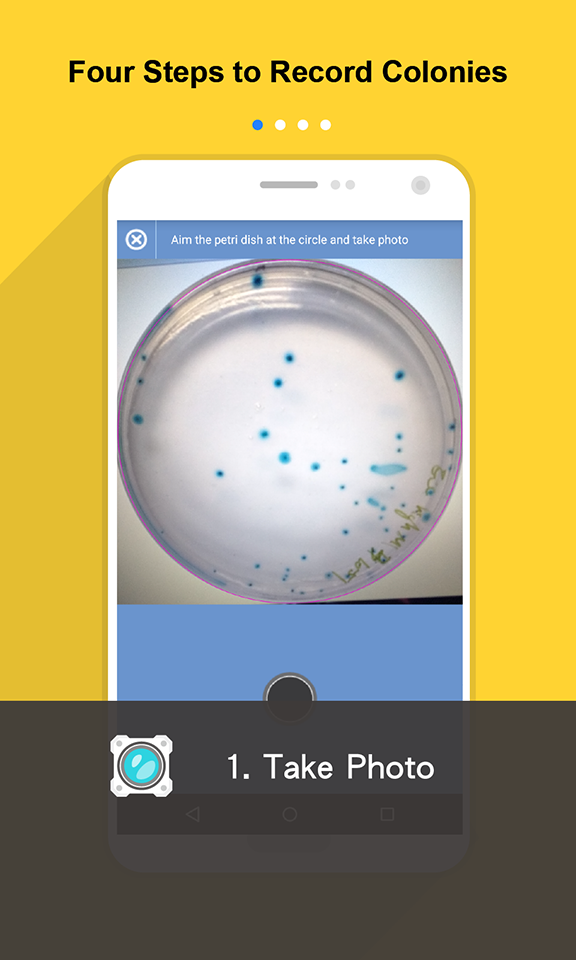 Four Steps to Record Colonies
Aim the petri dish at the circle and take photo
1. Take Photo